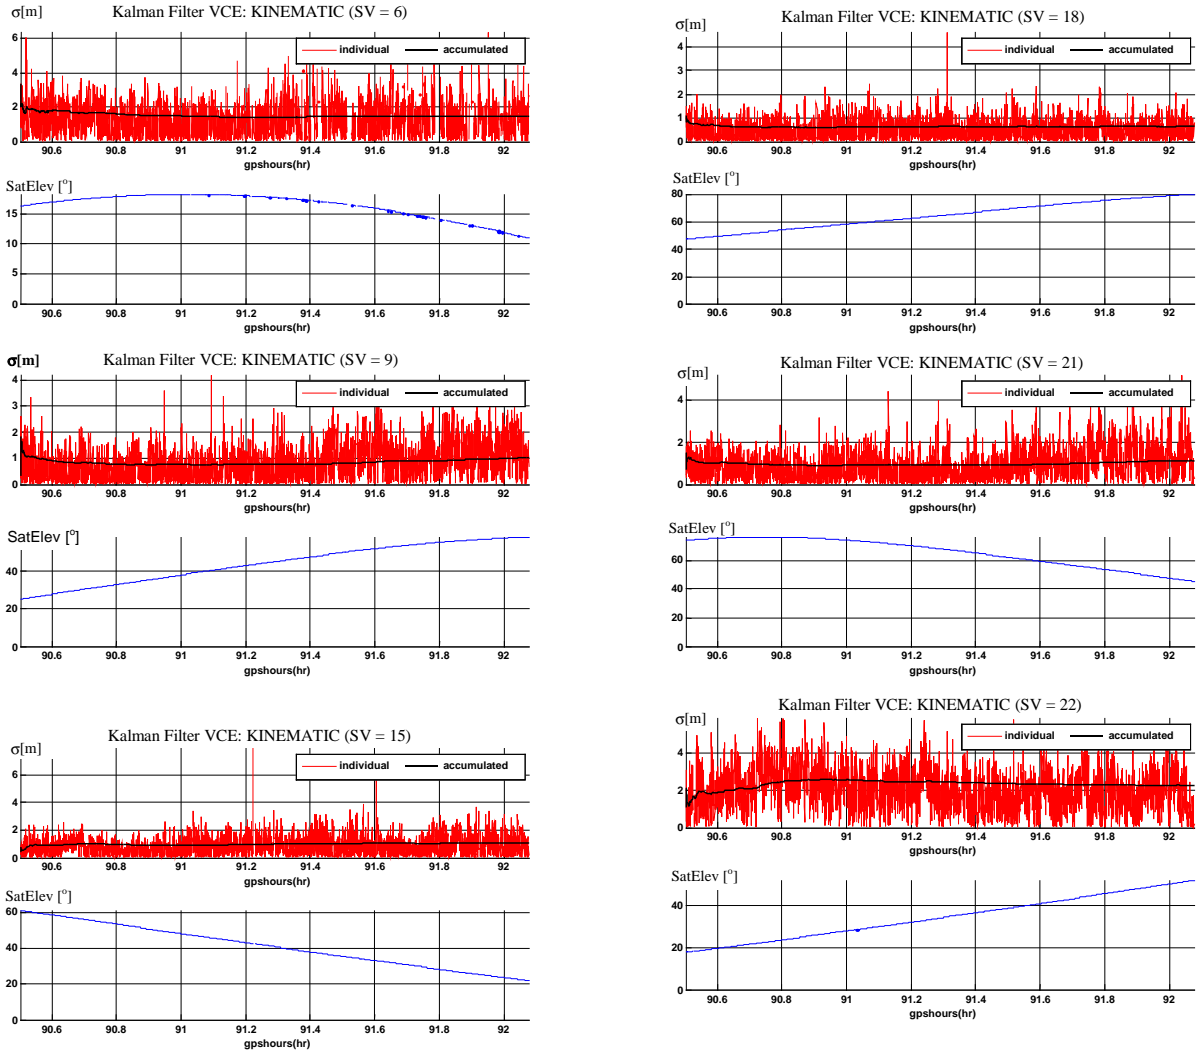 σ[m]
Kalman Filter VCE: KINEMATIC (SV = 6)
individual accumulated
6
4
2
0
90.6 90.8 91 91.2 91.4 91.6 91.8 92
gpshours(hr)
SatElev [°]
15
10
5
0
90.6 90.8 91 91.2 91.4 91.6 91.8 92
gpshours(hr)
σ[m]
Kalman Filter VCE: KINEMATIC (SV = 9)
individual accumulated
4
3
2
1
0
90.6 90.8 91 91.2 91.4 91.6 91.8 92
gpshours(hr)
SatElev [°]
40
20
0
90.6 90.8 91 91.2 91.4 91.6 91.8 92
gpshours(hr)
Kalman Filter VCE: KINEMATIC (SV = 15)
σ[m]
individual accumulated
6
4
2
0
90.6 90.8 91 91.2 91.4 91.6 91.8 92
gpshours(hr)
SatElev [°]
60
40
20
0
90.6 90.8 91 91.2 91.4 91.6 91.8 92
gpshours(hr)
Kalman Filter VCE: KINEMATIC (SV = 18)
σ[m]
individual accumulated
4
3
2
1
0
90.6 90.8 91 91.2 91.4 91.6 91.8 92
gpshours(hr)
SatElev [°]
80
60
40
20
0
90.6 90.8 91 91.2 91.4 91.6 91.8 92
gpshours(hr)
Kalman Filter VCE: KINEMATIC (SV = 21)
σ[m]
individual accumulated
4
2
0
90.6 90.8 91 91.2 91.4 91.6 91.8 92
gpshours(hr)
SatElev [°]
60
40
20
0
90.6 90.8 91 91.2 91.4 91.6 91.8 92
gpshours(hr)
Kalman Filter VCE: KINEMATIC (SV = 22)
σ[m]
individual accumulated
4
2
0
90.6 90.8 91 91.2 91.4 91.6 91.8 92
gpshours(hr)
SatElev [°]
40
20
0
90.6 90.8 91 91.2 91.4 91.6 91.8 92
gpshours(hr)